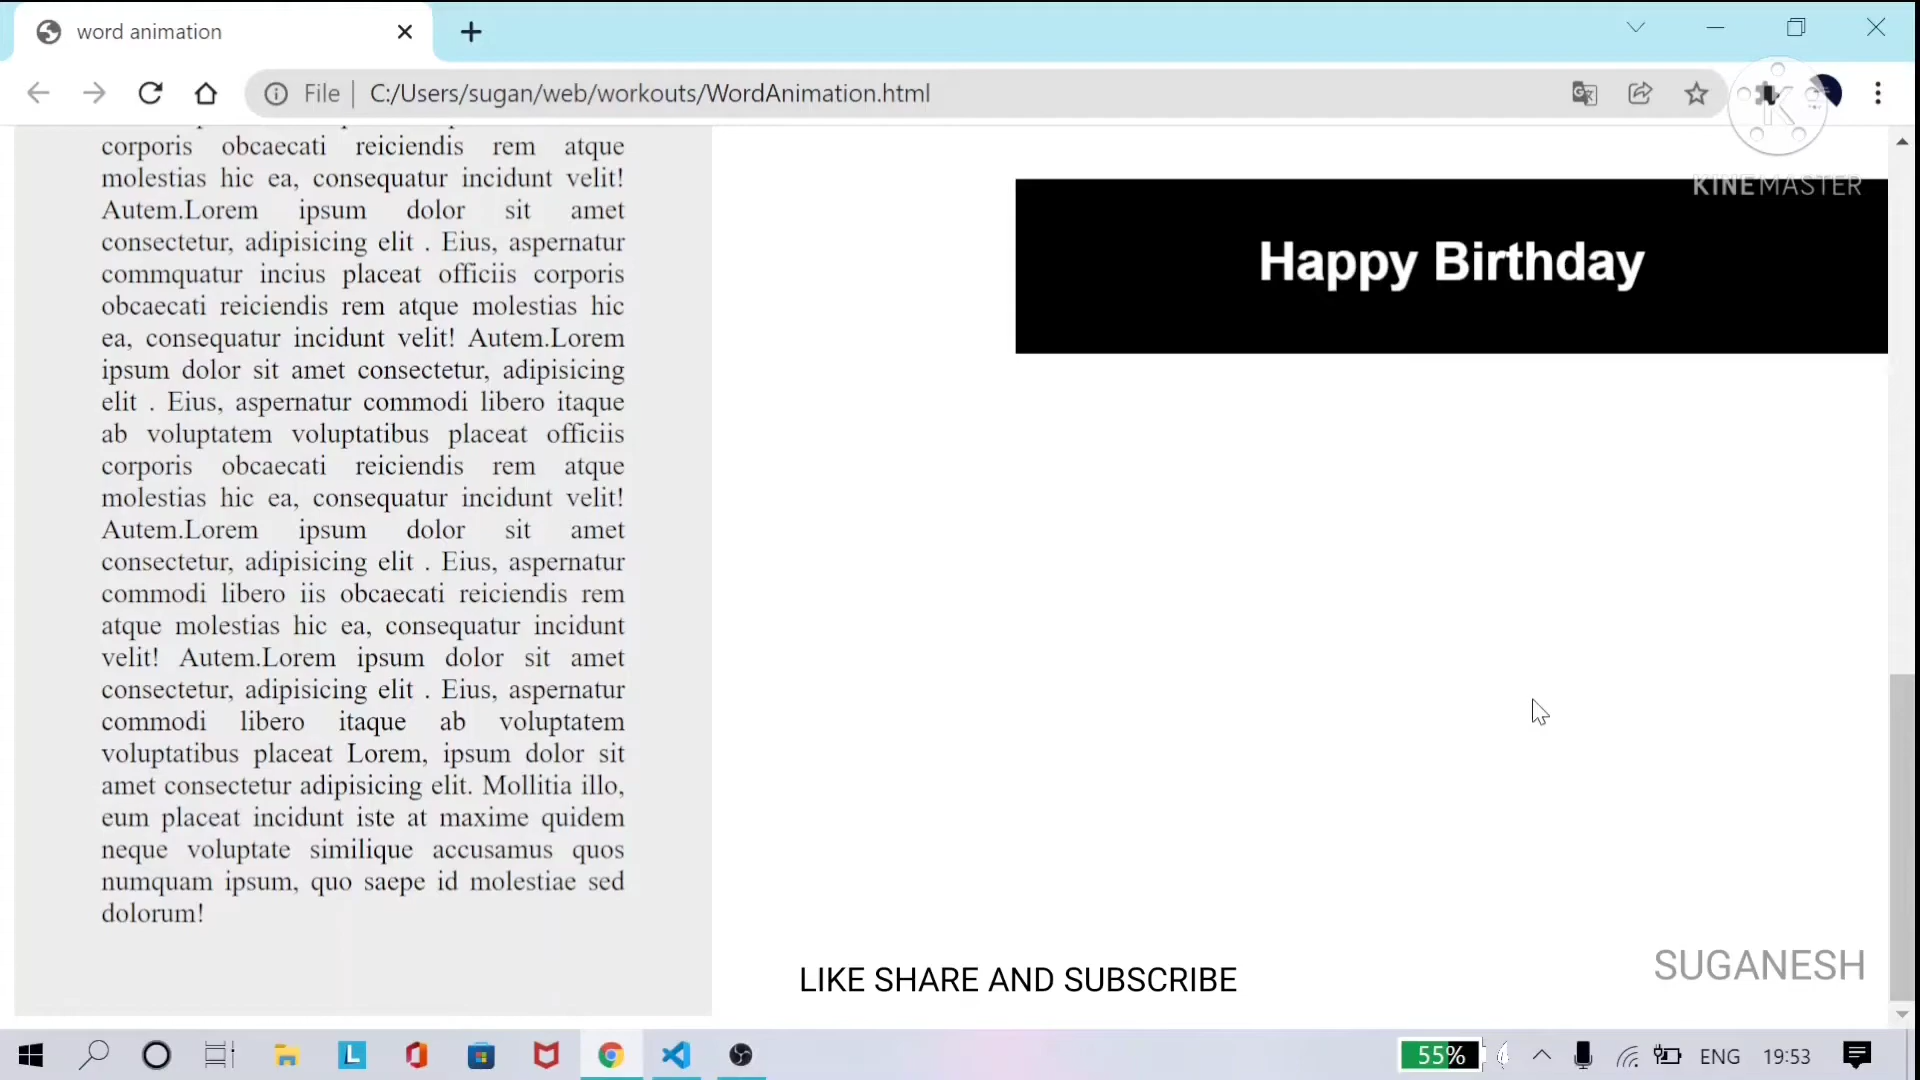 word animation
File
C:/Users/sugan/web/workouts/WordAnimation.html
KINEMASTER
corporis obcaecati reiciendis rem atque
molestias hic ea, consequatur incidunt velit!
Autem.Lorem ipsum dolor sit amet
consectetur, adipisicing elit . Eius, aspernatur
commquatur incius placeat officiis corporis
obcaecati reiciendis rem atque molestias hic
ea, consequatur incidunt velit! Autem.Lorem
ipsum dolor sit amet consectetur, adipisicing
elit . Eius, aspernatur commodi libero itaque
ab voluptatem voluptatibus placeat officiis
corporis obcaecati reiciendis rem atque
molestias hic ea, consequatur incidunt velit!
Autem.Lorem ipsum dolor sit amet
consectetur, adipisicing elit . Eius, aspernatur
commodi libero iis obcaecati reiciendis rem
atque molestias hic ea, consequatur incidunt
velit! Autem.Lorem ipsum dolor sit amet
consectetur, adipisicing elit . Eius, aspernatur
commodi libero itaque ab voluptatem
voluptatibus placeat Lorem, ipsum dolor sit
amet consectetur adipisicing elit. Mollitia illo,
eum placeat incidunt iste at maxime quidem
neque voluptate similique accusamus quos
numquam ipsum, quo saepe id molestiae sed
dolorum!
Happy Birthday
LIKE SHARE AND SUBSCRIBE
SUGANESH
55%
ENG
19:53